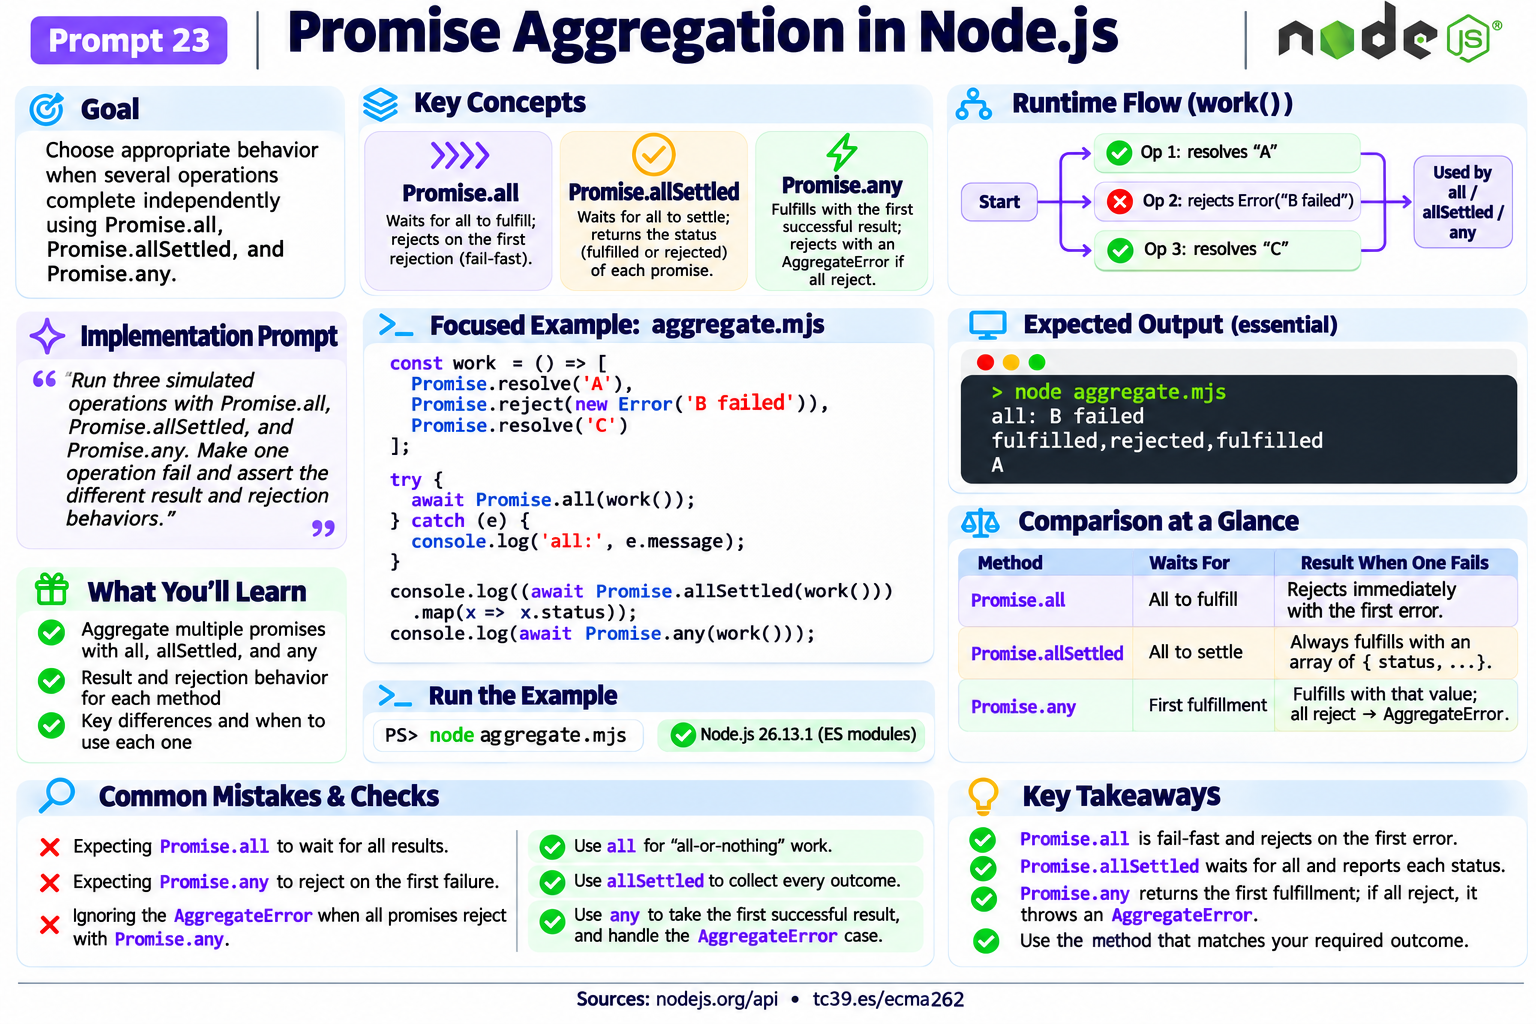 Prompt 23
Promise Aggregation in Node.js
node
JS
®
Goal
Choose appropriate behavior
when several operations
complete independently
using Promise.all,
Promise.allSettled, and
Promise.any.
Key Concepts
Promise.all
Waits for all to fulfill;
rejects on the first
rejection (fail-fast).
Promise.allSettled
Waits for all to settle;
returns the status
(fulfilled or rejected)
of each promise.
Promise.any
Fulfills with the first
successful result;
rejects with an
AggregateError if
all reject.
Runtime Flow (work())
Start
Op 1: resolves “A”
Op 2: rejects Error(“B failed”)
Op 3: resolves “C”
Used by
all /
allSettled /
any
Implementation Prompt
“ “Run three simulated
operations with Promise.all,
Promise.allSettled, and
Promise.any. Make one
operation fail and assert the
different result and rejection
behaviors.”
”
Focused Example: aggregate.mjs
const work = () => [
Promise.resolve('A'),
Promise.reject(new Error('B failed')),
Promise.resolve('C')
];
try {
await Promise.all(work());
} catch (e) {
console.log('all:', e.message);
}
console.log((await Promise.allSettled(work()))
.map(x => x.status));
console.log(await Promise.any(work()));
Expected Output (essential)
> node aggregate.mjs
all: B failed
fulfilled,rejected,fulfilled
A
What You’ll Learn
Aggregate multiple promises
with all, allSettled, and any
Result and rejection behavior
for each method
Key differences and when to
use each one
Run the Example
PS> node aggregate.mjs
Node.js 26.13.1 (ES modules)
Comparison at a Glance
Method Waits For Result When One Fails
Promise.all All to fulfill Rejects immediately
with the first error.
Promise.allSettled All to settle Always fulfills with an
array of { status, ...}.
Promise.any First fulfillment Fulfills with that value;
all reject → AggregateError.
Common Mistakes & Checks
Expecting Promise.all to wait for all results.
Expecting Promise.any to reject on the first failure.
Ignoring the AggregateError when all promises reject
with Promise.any.
Use all for “all-or-nothing” work.
Use allSettled to collect every outcome.
Use any to take the first successful result,
and handle the AggregateError case.
Key Takeaways
Promise.all is fail-fast and rejects on the first error.
Promise.allSettled waits for all and reports each status.
Promise.any returns the first fulfillment; if all reject, it
throws an AggregateError.
Use the method that matches your required outcome.
Sources: nodejs.org/api • tc39.es/ecma262